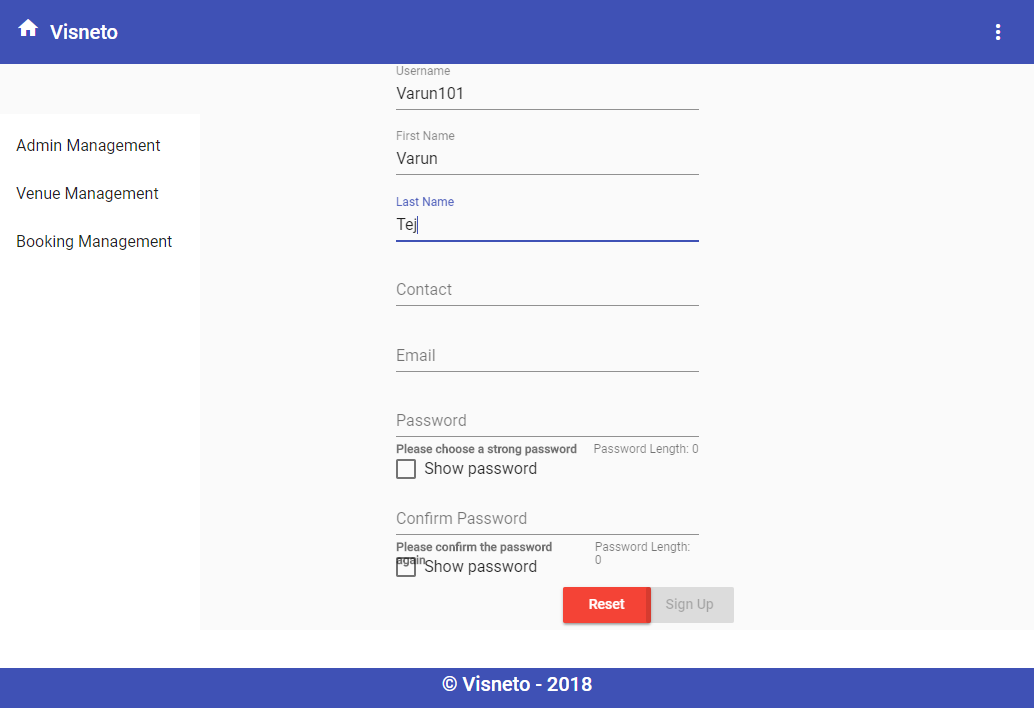 Visneto
Admin Management
Venue Management
Booking Management
Username
Varun101
First Name
Varun
Last Name
Tej
Contact
Email
Password
Please choose a strong password Password Length: 0
Show password
Confirm Password
Please confirm the password Password Length:
again 0
Show password
Reset Sign Up
© Visneto - 2018